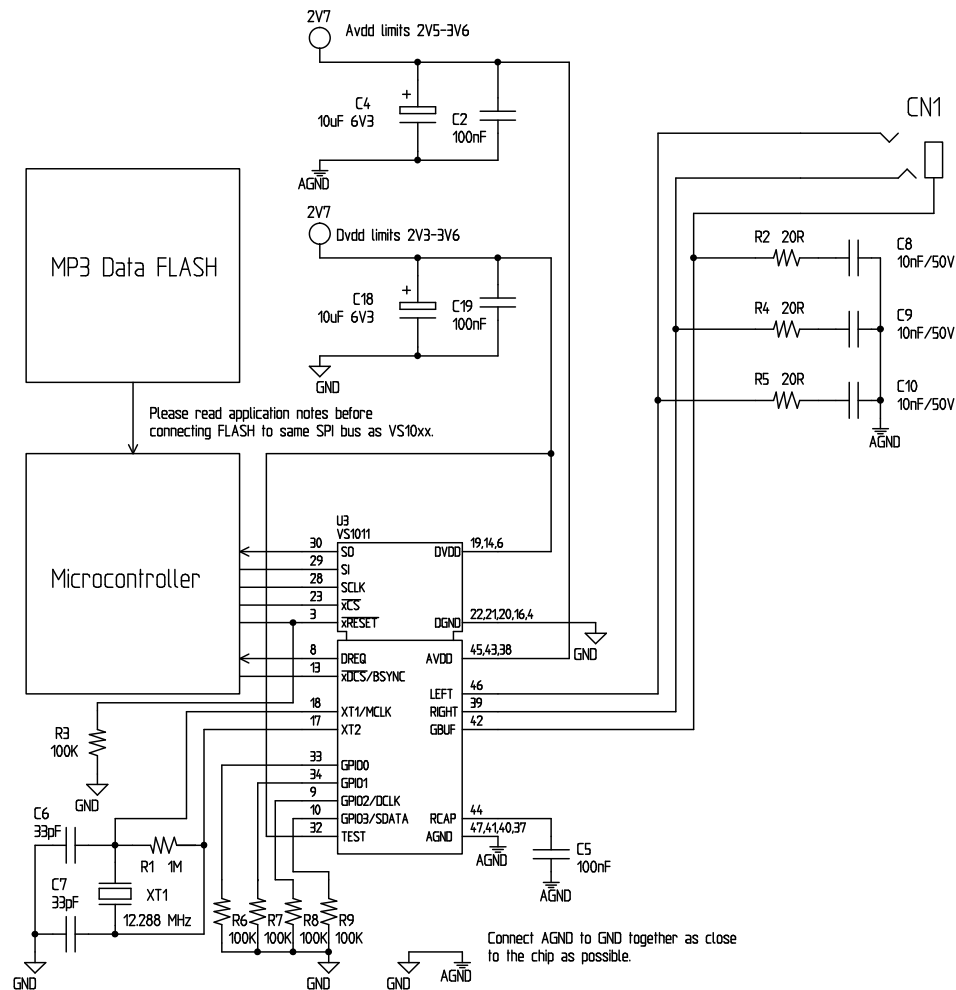 2V7
Avdd limits 2V5-3V6
C4
10uF 6V3
C2
100nF
AGND
CN1
2V7
Dvdd limits 2V3-3V6
C18
10uF 6V3
C19
100nF
GND
MP3 Data FLASH
R2 20R
C8
10nF/50V
R4 20R
C9
10nF/50V
R5 20R
C10
10nF/50V
AGND
Please read application notes before
connecting FLASH to same SPI bus as VS10xx.
Microcontroller
U3
VS1011
30 SO
29 SI
28 SCLK
23 xCS
3 xRESET
8 DREQ
13 xDCS/BSYNC
18 XT1/MCLK
17 XT2
33 GPIO0
34 GPIO1
9 GPIO2/DCLK
10 GPIO3/SDATA
32 TEST
DVDD 19,14,6
DGND 22,21,20,16,4
GND
AVDD 45,43,38
LEFT 46
RIGHT 39
GBUF 42
RCAP 44
AGND 47,41,40,37
AGND
C5
100nF
AGND
R3
100K
GND
C6
33pF
R1 1M
C7
33pF
XT1
12.288 MHz
GND
R6
100K
R7
100K
R8
100K
R9
100K
GND
GND
AGND
Connect AGND to GND together as close
to the chip as possible.